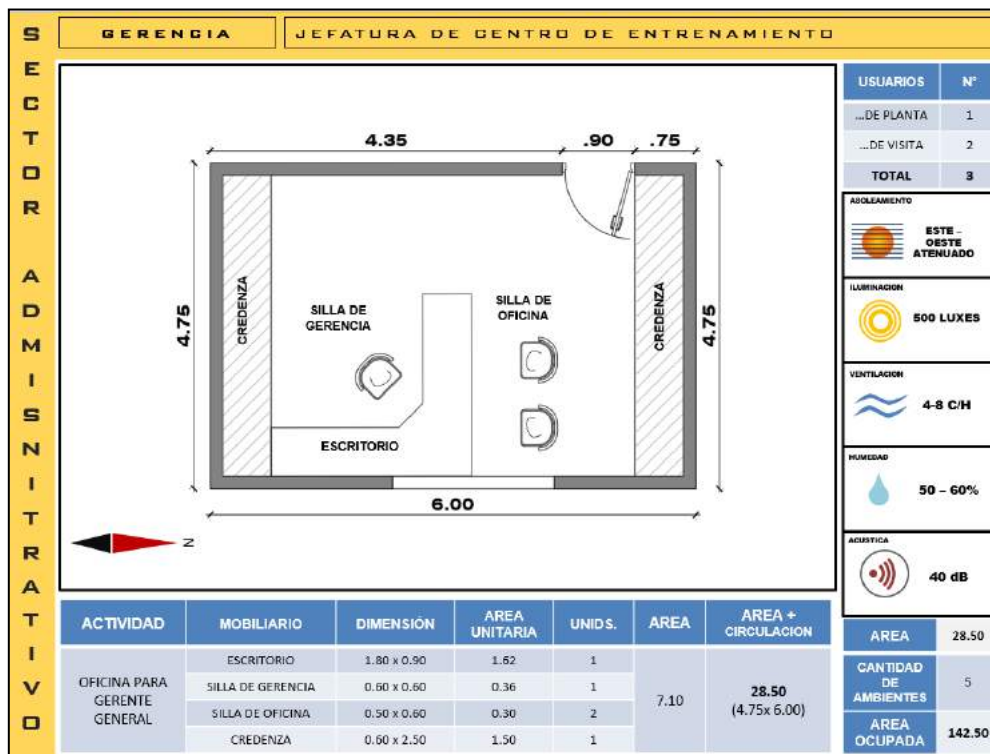 SECTOR ADMISNITRATIVO
GERENCIA
JEFATURA DE CENTRO DE ENTRENAMIENTO
4.35
.90
.75
4.75
CREDENZA
SILLA DE
GERENCIA
SILLA DE
OFICINA
CREDENZA
4.75
ESCRITORIO
6.00
N
USUARIOS N°
...DE PLANTA 1
...DE VISITA 2
TOTAL 3
ASOLEAMIENTO
ESTE –
OESTE
ATENUADO
ILUMINACION
500 LUXES
VENTILACION
4-8 C/H
HUMEDAD
50 – 60%
ACUSTICA
40 dB
ACTIVIDAD MOBILIARIO DIMENSIÓN AREA UNITARIA UNIDS. AREA AREA + CIRCULACION
OFICINA PARA
GERENTE
GENERAL
ESCRITORIO 1.80 x 0.90 1.62 1
SILLA DE GERENCIA 0.60 x 0.60 0.36 1
SILLA DE OFICINA 0.50 x 0.60 0.30 2
CREDENZA 0.60 x 2.50 1.50 1
7.10
28.50
(4.75x 6.00)
AREA 28.50
CANTIDAD
DE
AMBIENTES
5
AREA
OCUPADA
142.50